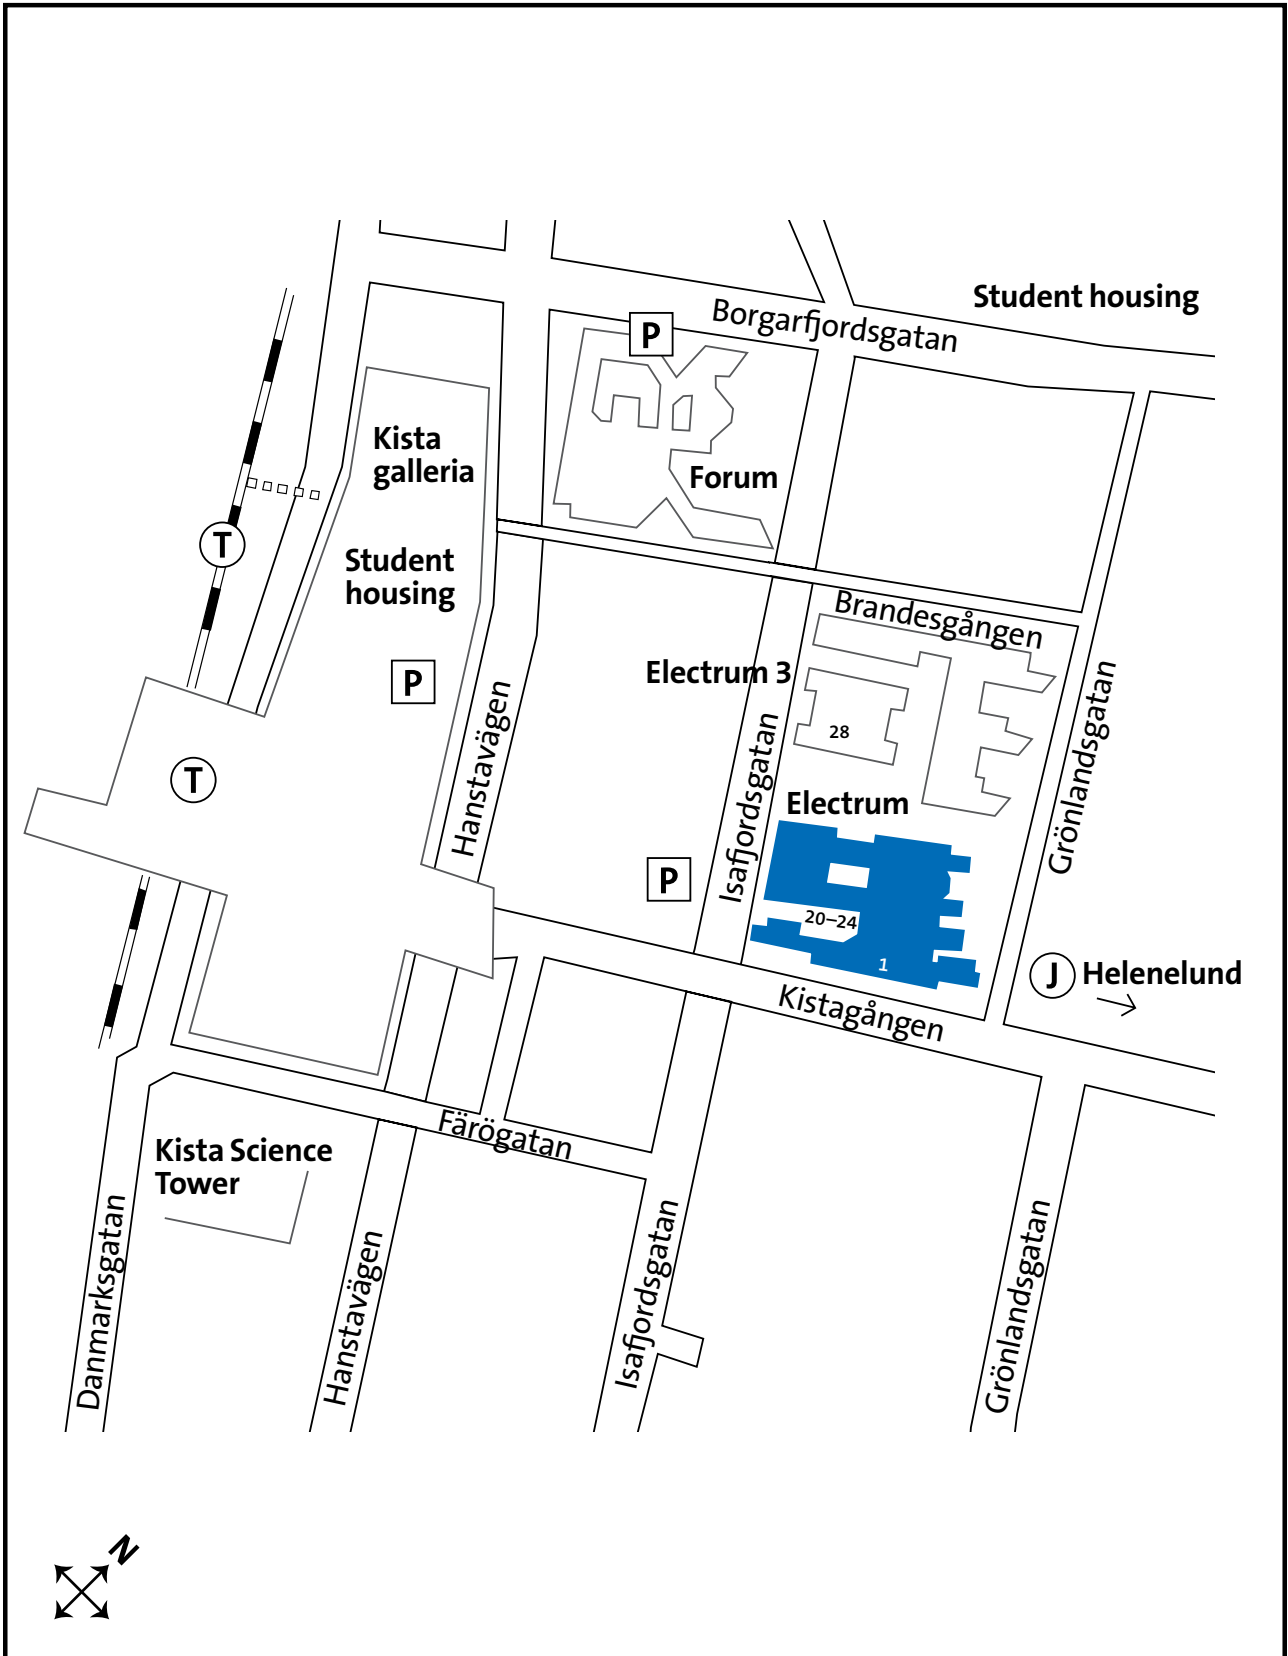 Student housing
Borgarfjordsgatan
P
Kista
galleria
Forum
T
Student
housing
Brandesgången
Electrum 3
P
28
Hanstavägen
Isafjordsgatan
Grönlandsgatan
T
Electrum
P
20–24
1
J Helenelund
Kistagången
Färögatan
Kista Science
Tower
Danmarksgatan
Hanstavägen
Isafjordsgatan
Grönlandsgatan
N